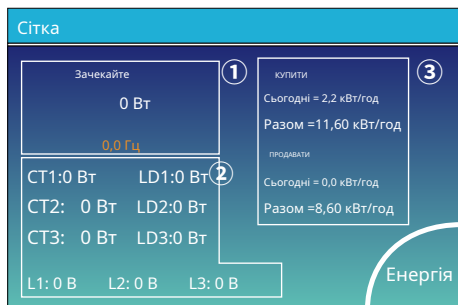 Сітка
Зачекайте
0 Вт
0,0 Гц
①
CT1:0 Вт LD1:0 Вт
CT2: 0 Вт LD2:0 Вт
CT3: 0 Вт LD3:0 Вт
L1: 0 В L2: 0 В L3: 0 В
②
КУПИТИ
Сьогодні = 2,2 кВт/год
Разом =11,60 кВт/год
ПРОДАВАТИ
Сьогодні = 0,0 кВт/год
Разом =8,60 кВт/год
③
Енергія